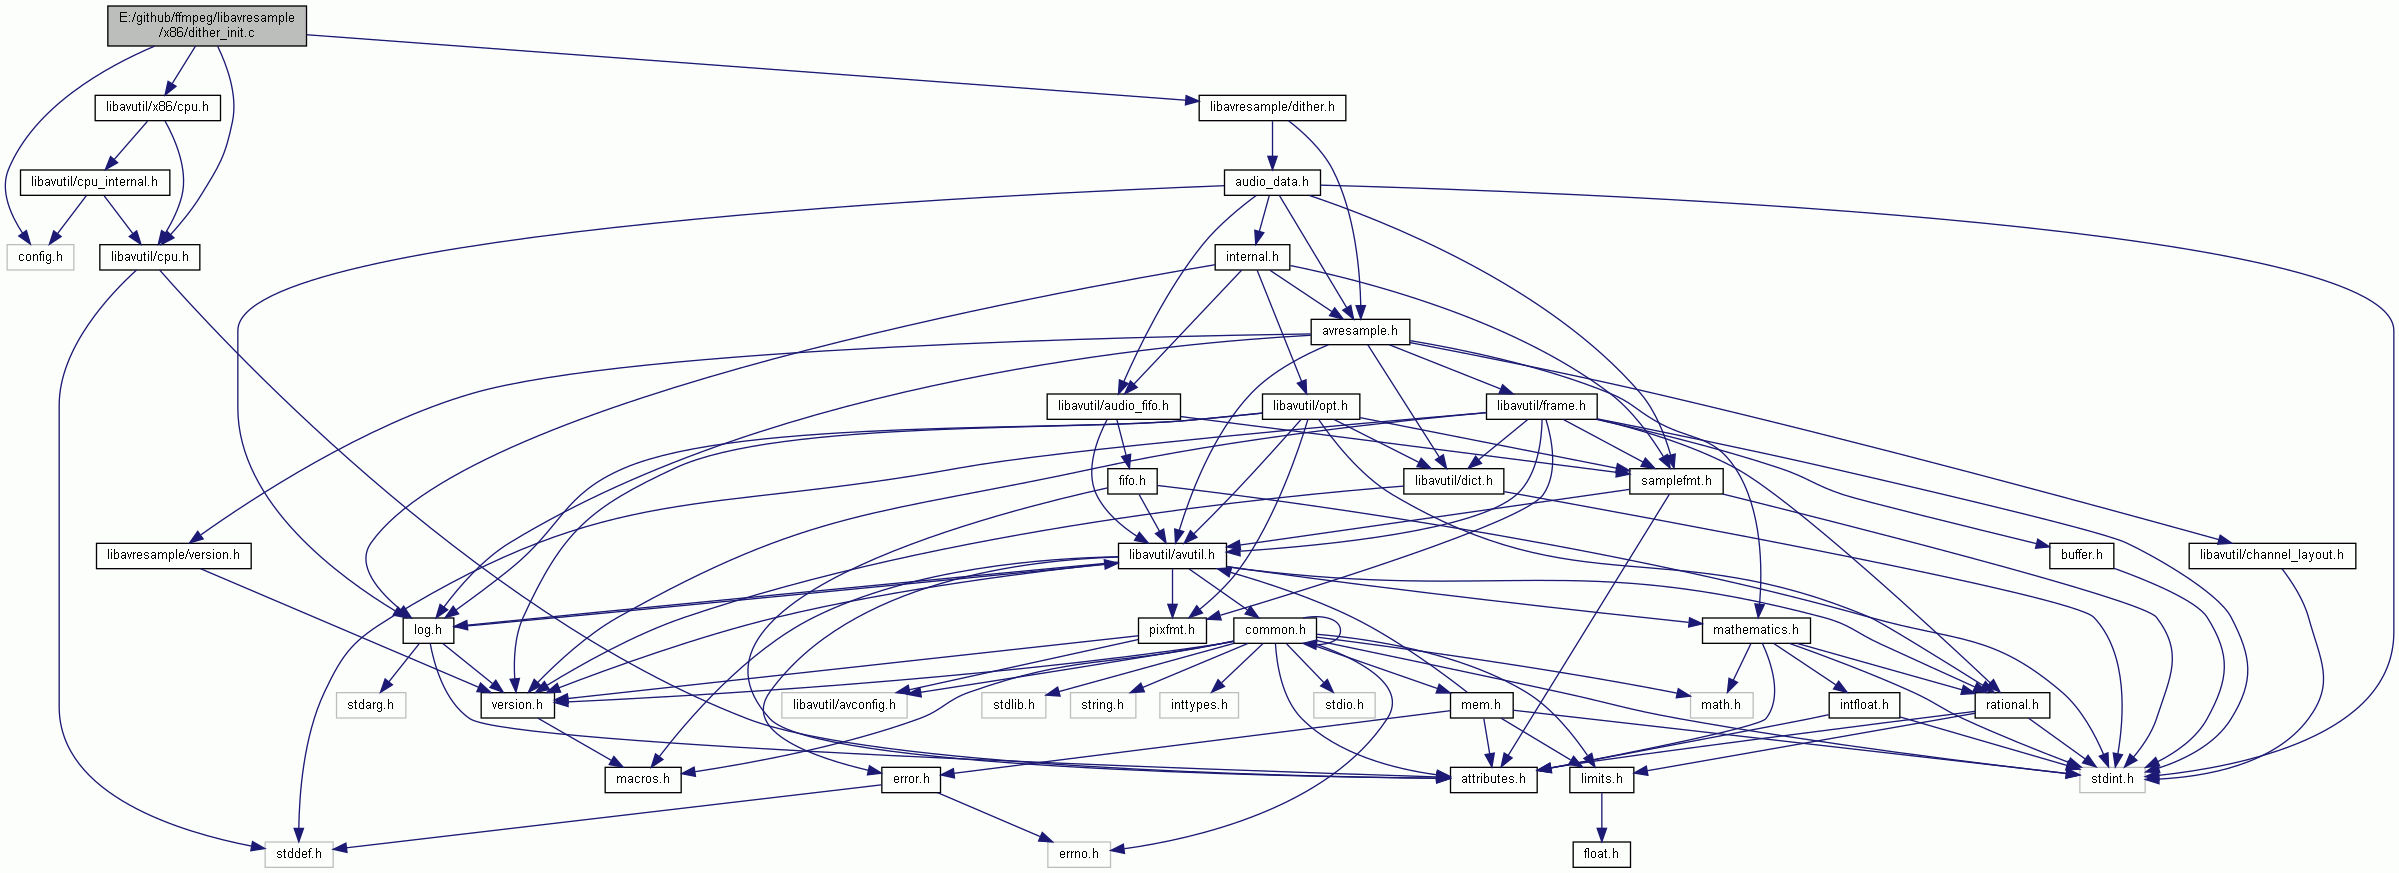 E:/github/ffmpeg/libavresample
/x86/dither_init.c
libavutil/x86/cpu.h
libavresample/dither.h
libavutil/cpu_internal.h
audio_data.h
config.h
libavutil/cpu.h
internal.h
avresample.h
libavutil/audio_fifo.h
libavutil/opt.h
libavutil/frame.h
fifo.h
libavutil/dict.h
samplefmt.h
libavresample/version.h
libavutil/avutil.h
buffer.h
libavutil/channel_layout.h
log.h
pixfmt.h
common.h
mathematics.h
stdarg.h
version.h
libavutil/avconfig.h
stdlib.h
string.h
inttypes.h
stdio.h
mem.h
math.h
intfloat.h
rational.h
macros.h
error.h
attributes.h
limits.h
stdint.h
stddef.h
errno.h
float.h